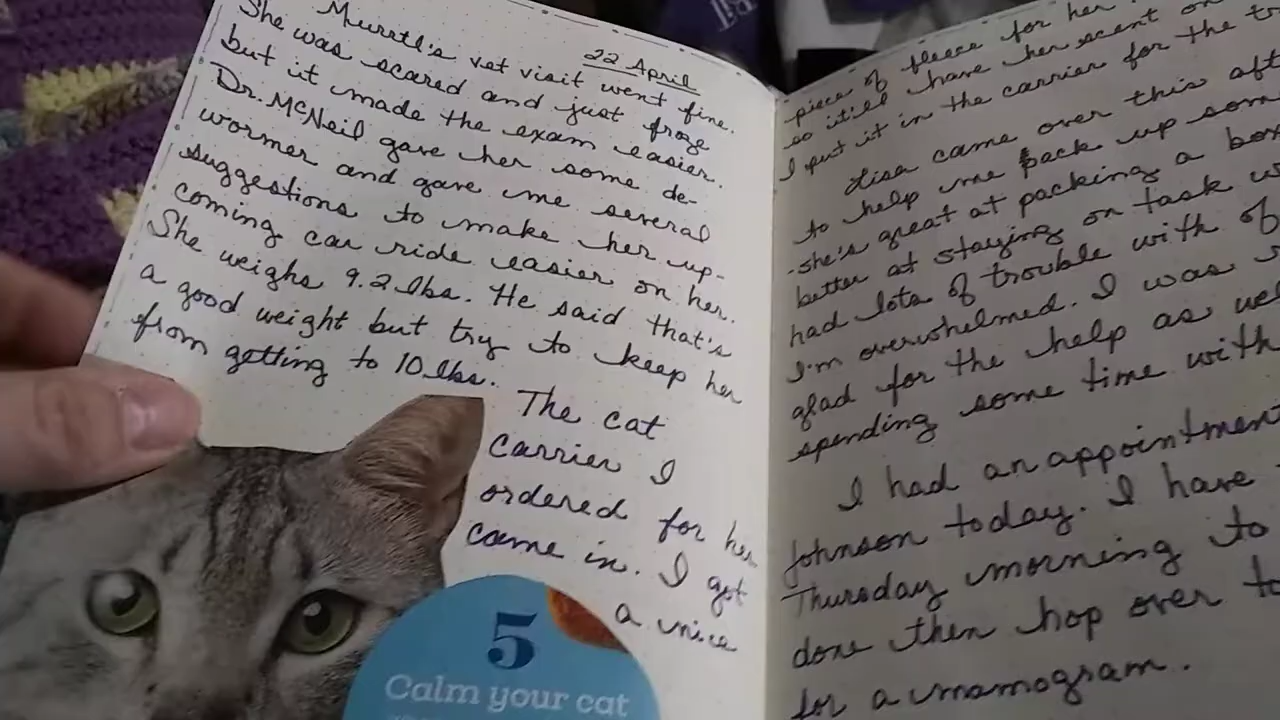 22 April
Murrtl's vet visit went fine.
She was scared and just froze
but it made the exam easier.
Dr. McNeil gave her some de-
wormer and gave me several
suggestions to make her up-
coming car ride easier on her.
She weighs 9.2 lbs. He said that's
a good weight but try to keep her
from getting to 10 lbs.
The cat
carrier I
ordered for her
came in. I got
a nice
5
Calm your cat
piece of fleece for her
so it'll have her scent on
I put it in the carrier for the
Lisa came over this
to help me pack up
-she's great at packing a box
better at staying on task
had lots of trouble with
I'm overwhelmed. I was
glad for the help as
spending some time with
I had an appointment
Johnson today. I have
Thursday morning to
done then hop over to
for a mamogram.